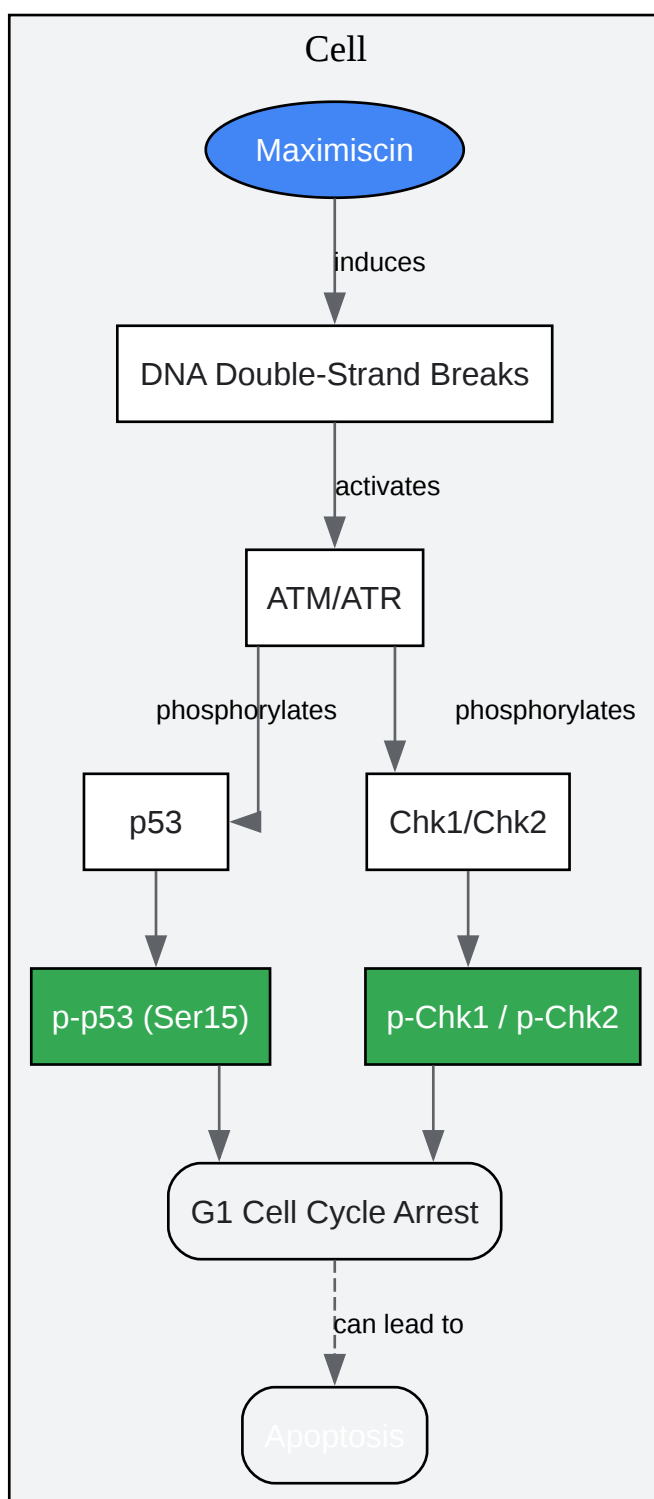 Cell
Maximiscin
induces
DNA Double-Strand Breaks
activates
ATM/ATR
phosphorylates
phosphorylates
p53
Chk1/Chk2
p-p53 (Ser15)
p-Chk1 / p-Chk2
G1 Cell Cycle Arrest
can lead to
Apoptosis